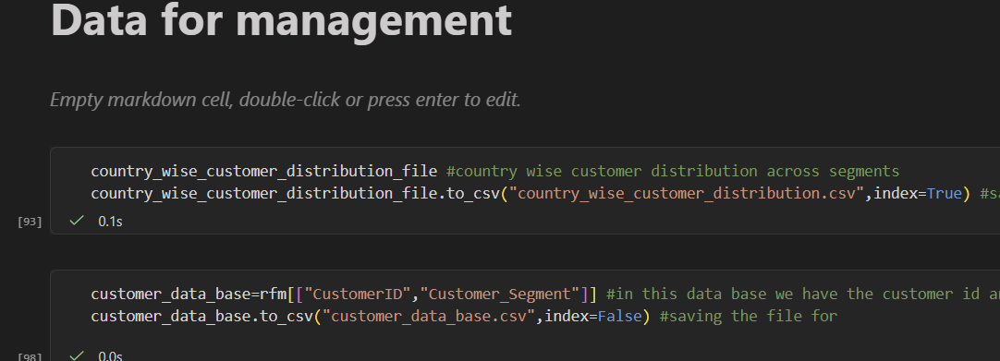 Data for management
Empty markdown cell, double-click or press enter to edit.
country_wise_customer_distribution_file #country wise customer distribution across segments
country_wise_customer_distribution_file.to_csv("country_wise_customer_distribution.csv",index=True) #sa
[93] 0.1s
customer_data_base=rfm[["CustomerID","Customer_Segment"]] #in this data base we have the customer id an
customer_data_base.to_csv("customer_data_base.csv",index=False) #saving the file for
[98] 0.0s